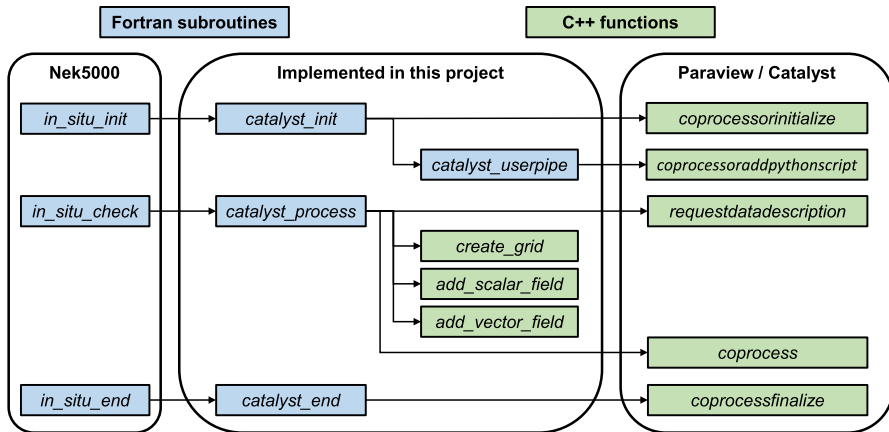 Fortran subroutines
C++ functions
Nek5000
Implemented in this project
Paraview / Catalyst
in_situ_init
catalyst_init
coprocessorinitialize
catalyst_userpipe
coprocessoraddpythonscript
in_situ_check
catalyst_process
requestdatadescription
create_grid
add_scalar_field
add_vector_field
coprocess
in_situ_end
catalyst_end
coprocessfinalize